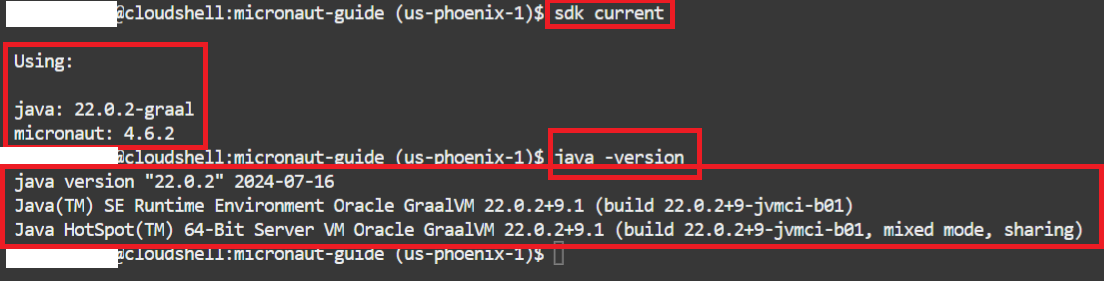 @cloudshell:micronaut-guide (us-phoenix-1)$ sdk current
Using:
java: 22.0.2-graal
micronaut: 4.6.2
@cloudshell:micronaut-guide (us-phoenix-1)$ java -version
java version "22.0.2" 2024-07-16
Java(TM) SE Runtime Environment Oracle GraalVM 22.0.2+9.1 (build 22.0.2+9-jvmci-b01)
Java HotSpot(TM) 64-Bit Server VM Oracle GraalVM 22.0.2+9.1 (build 22.0.2+9-jvmci-b01, mixed mode, sharing)
@cloudshell:micronaut-guide (us-phoenix-1)$